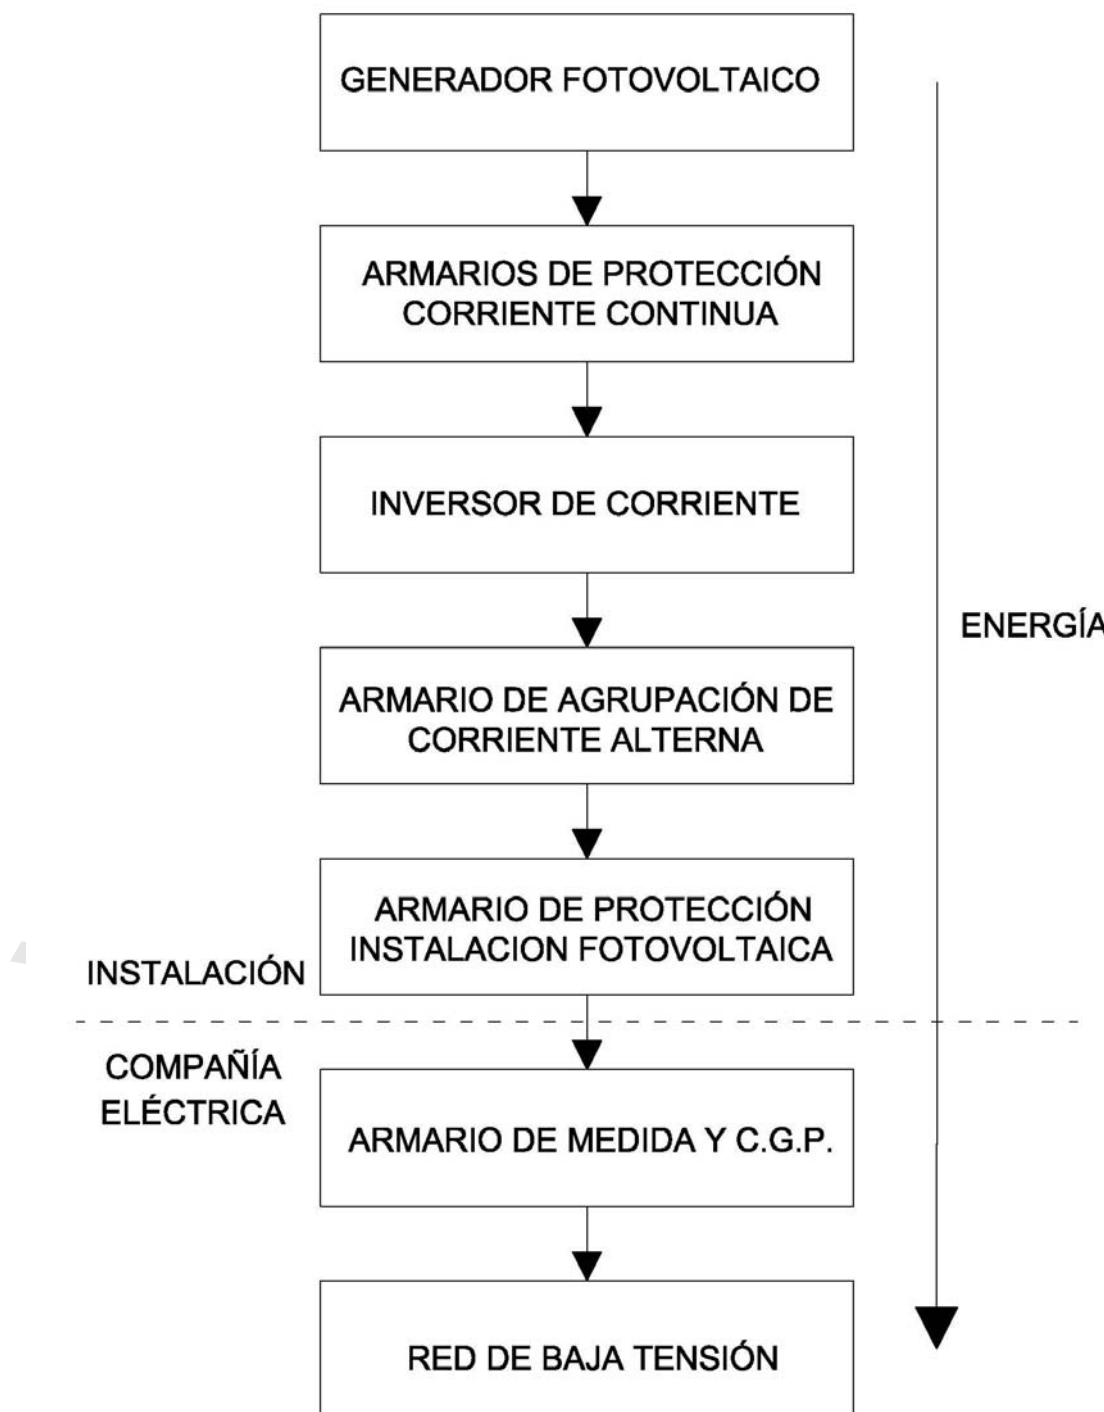 GENERADOR FOTOVOLTAICO
ARMARIOS DE PROTECCIÓN
CORRIENTE CONTINUA
INVERSOR DE CORRIENTE
ENERGÍA
ARMARIO DE AGRUPACIÓN DE
CORRIENTE ALTERNA
ARMARIO DE PROTECCIÓN
INSTALACION FOTOVOLTAICA
INSTALACIÓN
COMPAÑÍA
ELÉCTRICA
ARMARIO DE MEDIDA Y C.G.P.
RED DE BAJA TENSIÓN